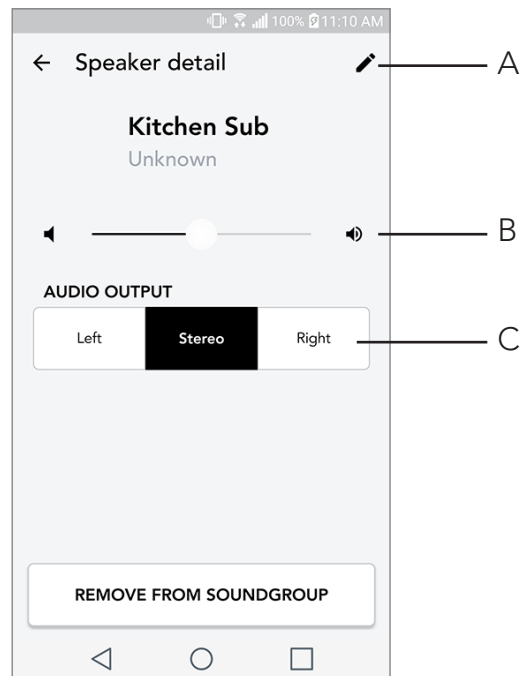 100% 11:10 AM
Speaker detail
A
Kitchen Sub
Unknown
B
AUDIO OUTPUT
Left Stereo Right
C
REMOVE FROM SOUNDGROUP